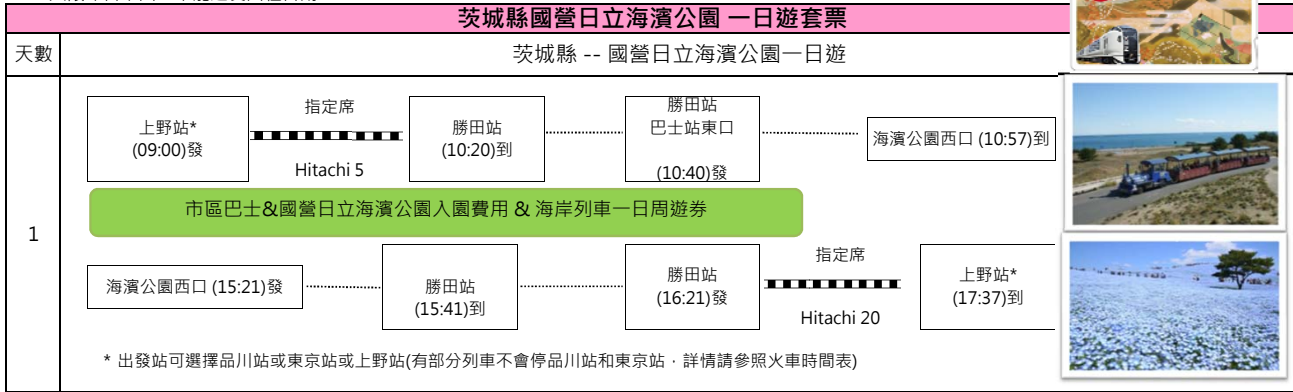 茨城縣國營日立海濱公園 一日遊套票
天數
茨城縣 -- 國營日立海濱公園一日遊
1
上野站*
(09:00)發
指定席
Hitachi 5
勝田站
(10:20)到
勝田站
巴士站東口
(10:40)發
海濱公園西口 (10:57)到
市區巴士&國營日立海濱公園入園費用 & 海岸列車一日周遊券
海濱公園西口 (15:21)發
勝田站
(15:41)到
勝田站
(16:21)發
指定席
Hitachi 20
上野站*
(17:37)到
* 出發站可選擇品川站或東京站或上野站(有部分列車不會停品川站和東京站，詳情請參照火車時間表)